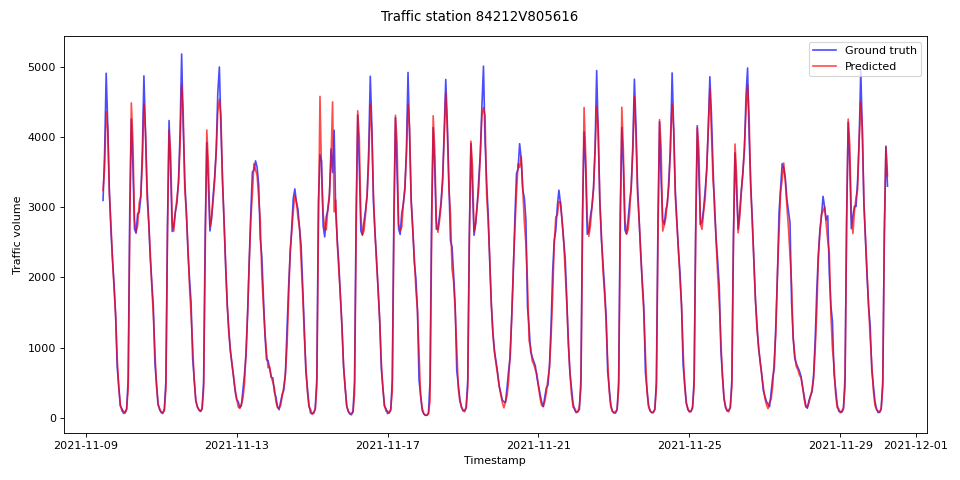 Traffic station 84212V805616
Ground truth
Predicted
Traffic volume
5000
4000
3000
2000
1000
0
2021-11-09
2021-11-13
2021-11-17
2021-11-21
2021-11-25
2021-11-29
2021-12-01
Timestamp